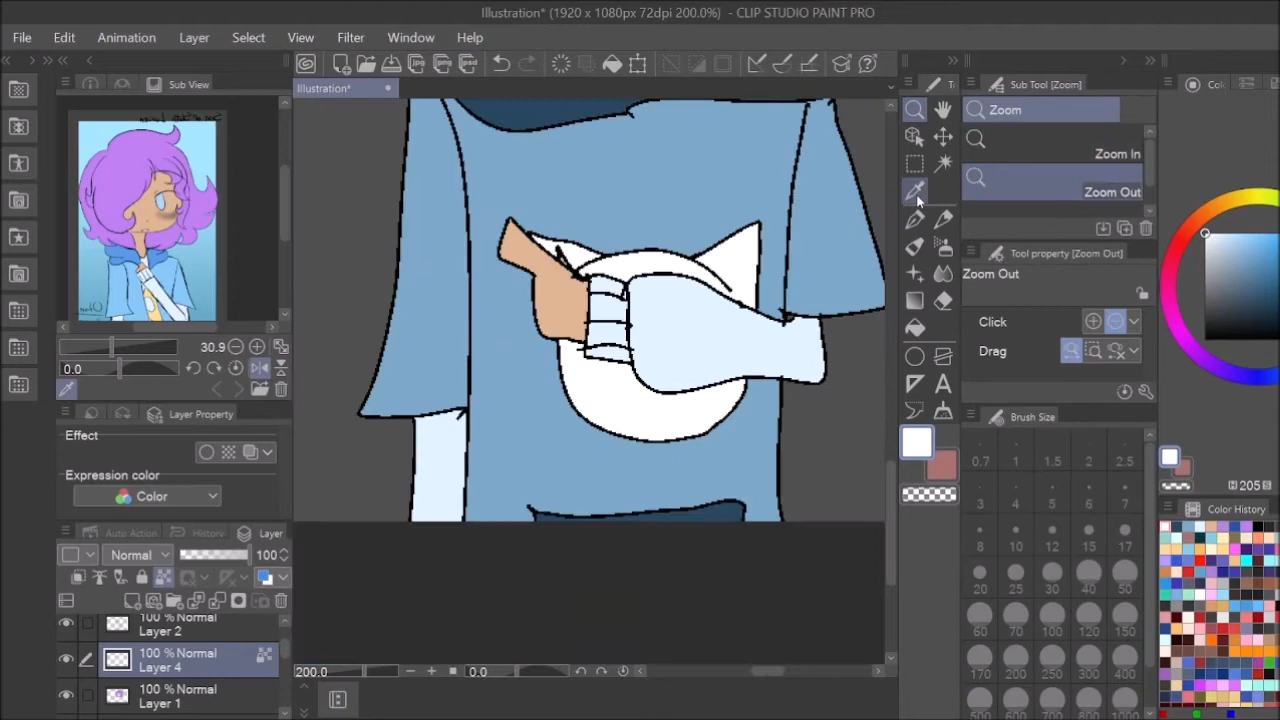 Illustration* (1920 x 1080px 72dpi 200.0%) - CLIP STUDIO PAINT PRO
File Edit Animation Layer Select View Filter Organize Window Help
Sub View
Illustration*
Sub Tool [Zoom]
Zoom
Zoom In
Zoom Out
Tool property [Zoom Out]
Zoom Out
Click
Drag
30.9
0.0
Layer Property
Effect
Expression color
Color
Auto Action
History
Layer
Normal
100
100 % Normal
Layer 2
100 % Normal
Layer 4
100 % Normal
Layer 1
200.0
0.0
Brush Size
0.7 1 1.5 2 2.5
3 4 5 6 7
8 10 12 15 17
20 25 30 40 50
60 70 80 100 120 150
170 200
H 205 S
Color History